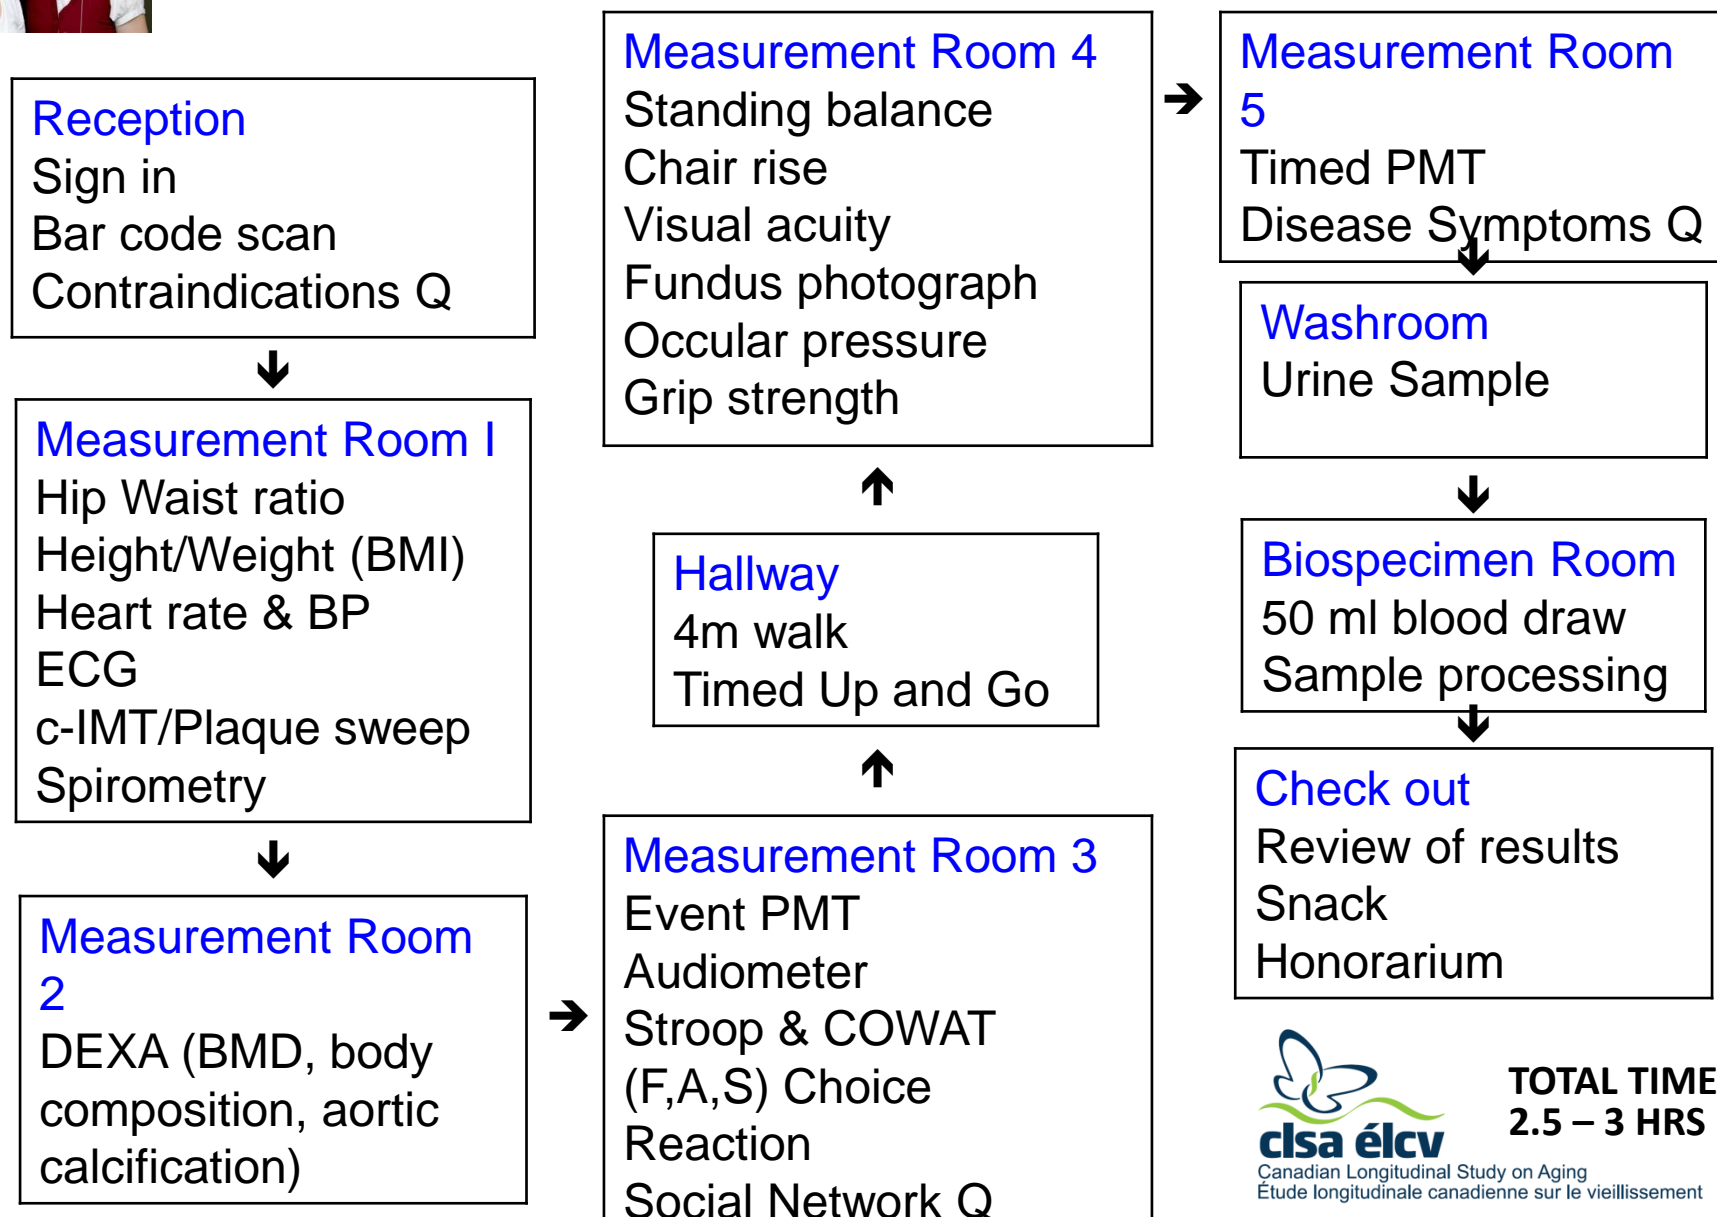 Reception
Sign in
Bar code scan
Contraindications Q
Measurement Room I
Hip Waist ratio
Height/Weight (BMI)
Heart rate & BP
ECG
c-IMT/Plaque sweep
Spirometry
Measurement Room
2
DEXA (BMD, body
composition, aortic
calcification)
Measurement Room 3
Event PMT
Audiometer
Stroop & COWAT
(F,A,S) Choice
Reaction
Social Network Q
Hallway
4m walk
Timed Up and Go
Measurement Room 4
Standing balance
Chair rise
Visual acuity
Fundus photograph
Occular pressure
Grip strength
Measurement Room
5
Timed PMT
Disease Symptoms Q
Washroom
Urine Sample
Biospecimen Room
50 ml blood draw
Sample processing
Check out
Review of results
Snack
Honorarium
clsa élcv
Canadian Longitudinal Study on Aging
Étude longitudinale canadienne sur le vieillissement
TOTAL TIME
2.5 – 3 HRS